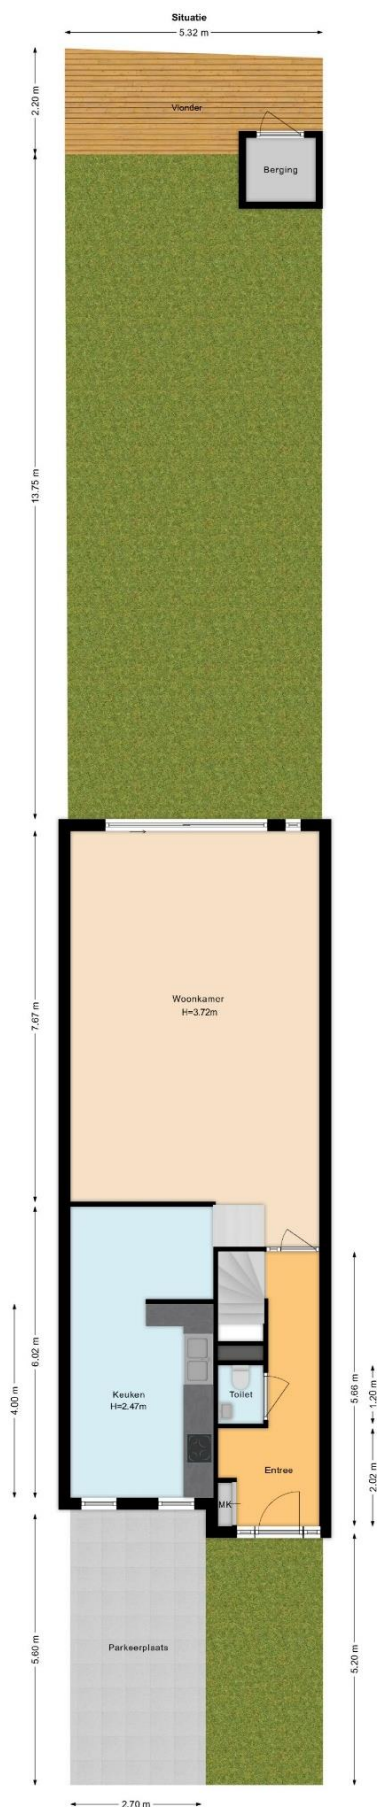 Situatie
5.32 m
2.20 m
Vlonder
Berging
13.75 m
7.67 m
Woonkamer
H=3.72m
6.02 m
4.00 m
Keuken
H=2.47m
Toilet
1.20 m
5.66 m
2.02 m
Entree
MK
5.60 m
Parkeerplaats
5.20 m
2.70 m